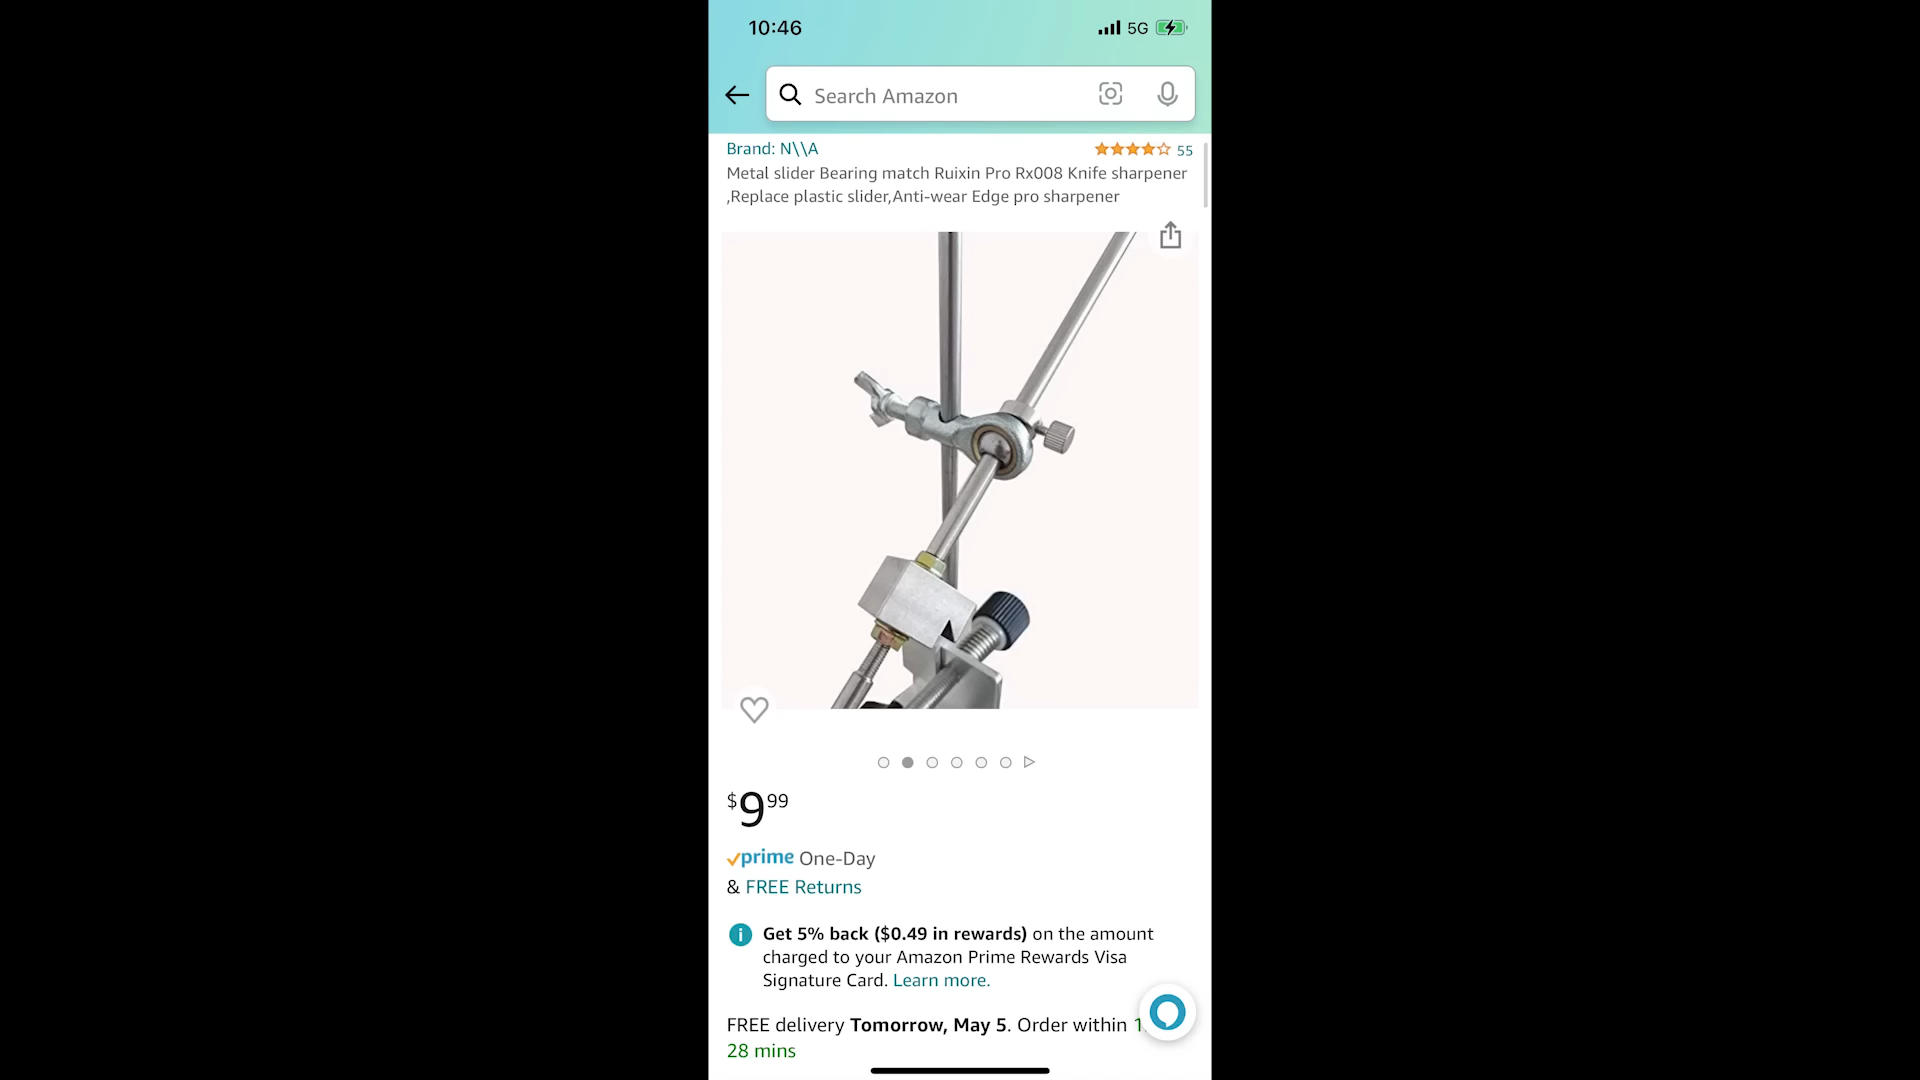 10:46
5G
Search Amazon
Brand: N\\A
55
Metal slider Bearing match Ruixin Pro Rx008 Knife sharpener
,Replace plastic slider,Anti-wear Edge pro sharpener
$9 99
prime One-Day
& FREE Returns
Get 5% back ($0.49 in rewards) on the amount
charged to your Amazon Prime Rewards Visa
Signature Card. Learn more.
FREE delivery Tomorrow, May 5. Order within
28 mins